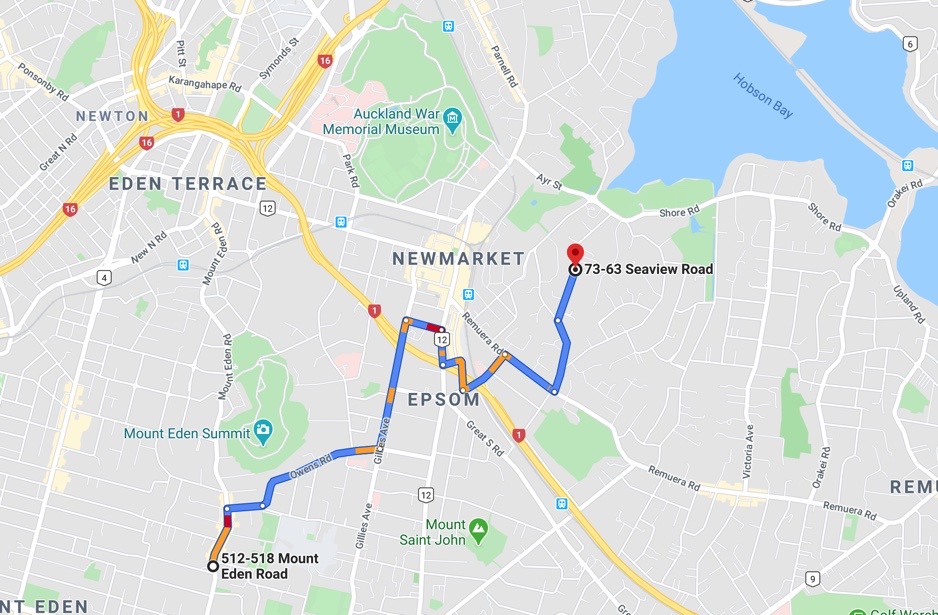 6
16
Pitt St
Symonds St
Parnell Rd
Ponsonby Rd
Karangahape Rd
Hobson Bay
NEWTON
1
Auckland War
Memorial Museum
16
Great N Rd
Park Rd
Orakei Rd
EDEN TERRACE
Ayr St
16
12
Shore Rd
Shore Rd
New N Rd
Mount Eden Rd
NEWMARKET
73-63 Seaview Road
4
Upland Rd
1
Remuera Rd
12
Mount Eden Rd
EPSOM
Mount Eden Summit
Gillies Ave
Great S Rd
1
Victoria Ave
Orakei Rd
Owens Rd
Remuera Rd
REMU
12
Remuera Rd
Gillies Ave
Mount
Saint John
512-518 Mount
Eden Road
9
NT EDEN